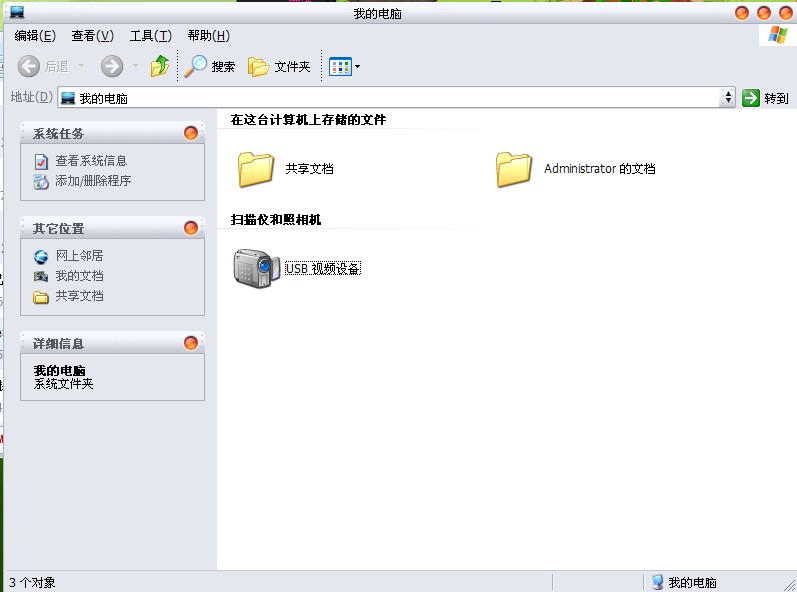 我的电脑
编辑(E) 查看(V) 工具(T) 帮助(H)
后退 搜索 文件夹
地址(D) 我的电脑 转到
系统任务
查看系统信息
添加/删除程序
其它位置
网上邻居
我的文档
共享文档
详细信息
我的电脑
系统文件夹
在这台计算机上存储的文件
共享文档
Administrator 的文档
扫描仪和照相机
USB 视频设备
3 个对象
我的电脑